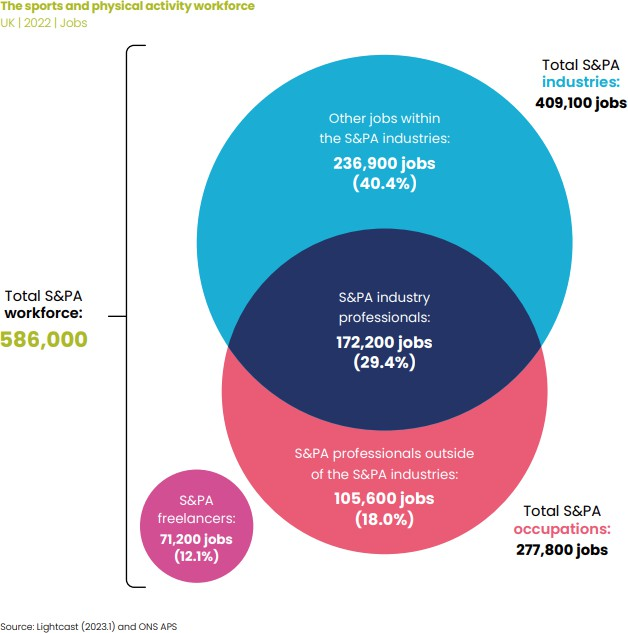 The sports and physical activity workforce
UK | 2022 | Jobs
Total S&PA
industries:
409,100 jobs
Other jobs within
the S&PA industries:
236,900 jobs
(40.4%)
Total S&PA
workforce:
586,000
S&PA industry
professionals:
172,200 jobs
(29.4%)
S&PA professionals outside
of the S&PA industries:
105,600 jobs
(18.0%)
S&PA
freelancers:
71,200 jobs
(12.1%)
Total S&PA
occupations:
277,800 jobs
Source: Lightcast (2023.1) and ONS APS